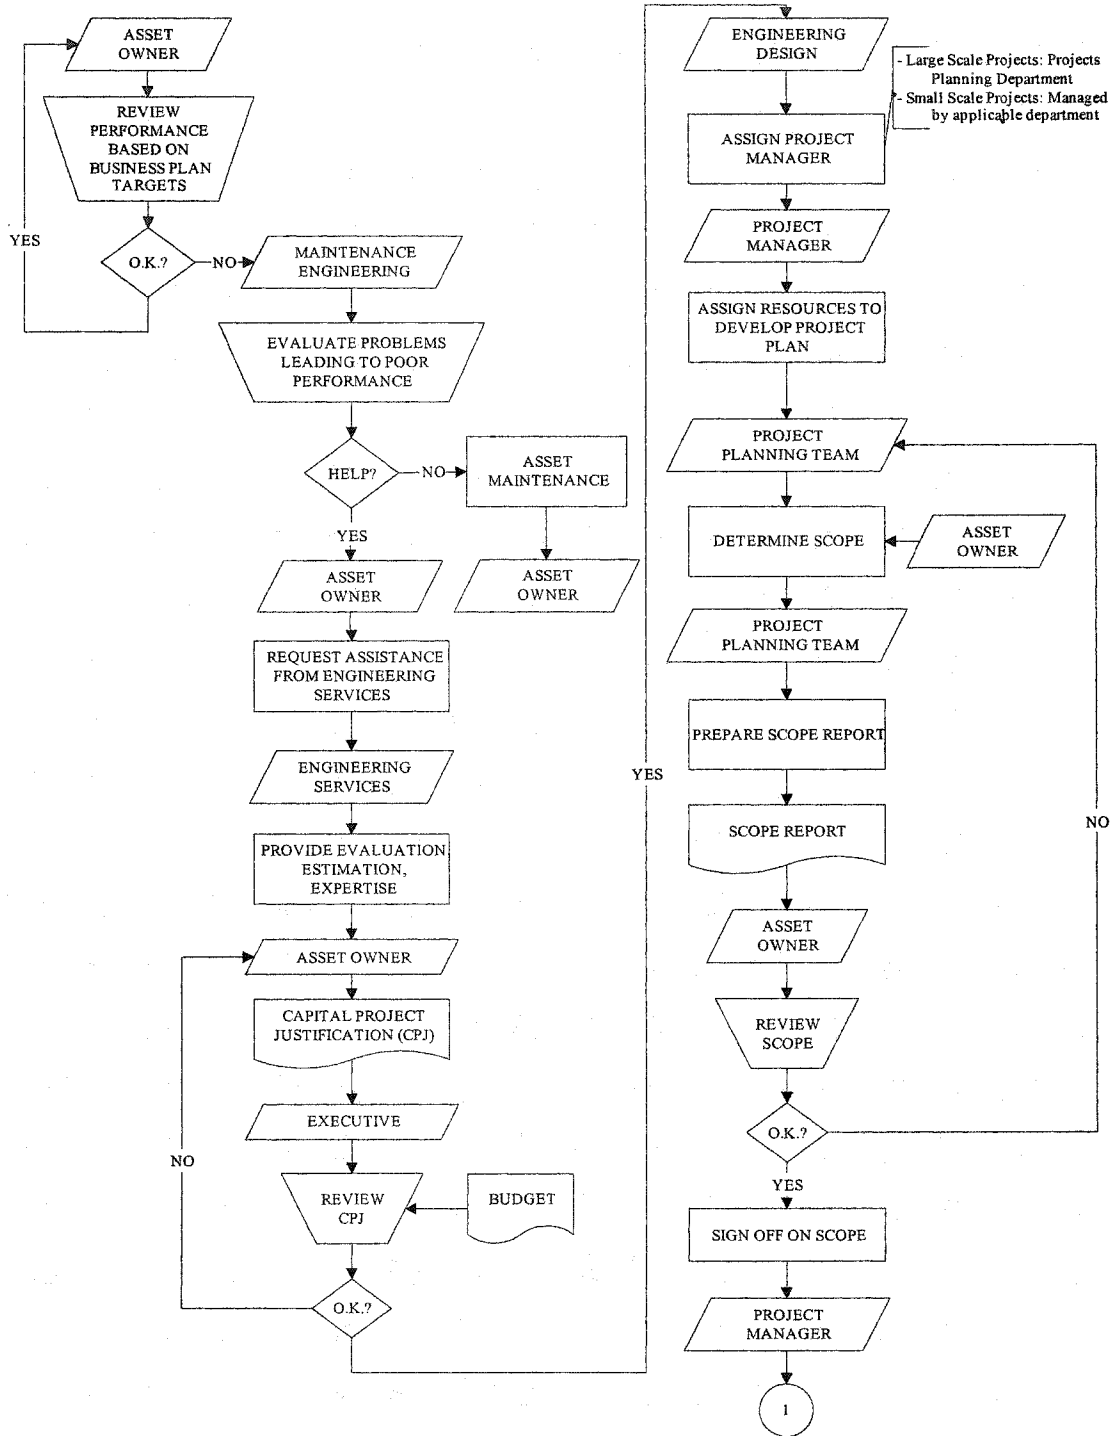 ASSET
OWNER
REVIEW
PERFORMANCE
BASED ON
BUSINESS PLAN
TARGETS
YES
O.K.?
NO
MAINTENANCE
ENGINEERING
EVALUATE PROBLEMS
LEADING TO POOR
PERFORMANCE
HELP?
NO
ASSET
MAINTENANCE
YES
ASSET
OWNER
ASSET
OWNER
REQUEST ASSISTANCE
FROM ENGINEERING
SERVICES
ENGINEERING
SERVICES
PROVIDE EVALUATION
ESTIMATION,
EXPERTISE
ASSET OWNER
CAPITAL PROJECT
JUSTIFICATION (CPJ)
EXECUTIVE
NO
REVIEW
CPJ
BUDGET
O.K.?
YES
ENGINEERING
DESIGN
- Large Scale Projects: Projects
Planning Department
- Small Scale Projects: Managed
by applicable department
ASSIGN PROJECT
MANAGER
PROJECT
MANAGER
ASSIGN RESOURCES TO
DEVELOP PROJECT
PLAN
PROJECT
PLANNING TEAM
DETERMINE SCOPE
ASSET
OWNER
PROJECT
PLANNING TEAM
PREPARE SCOPE REPORT
SCOPE REPORT
NO
ASSET
OWNER
REVIEW
SCOPE
O.K.?
YES
SIGN OFF ON SCOPE
PROJECT
MANAGER
1